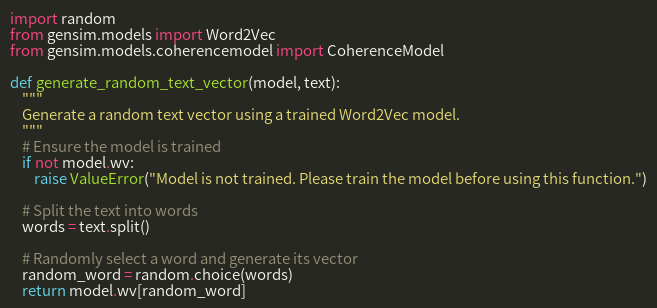 import random
from gensim.models import Word2Vec
from gensim.models.coherencemodel import CoherenceModel

def generate_random_text_vector(model, text):
    """
    Generate a random text vector using a trained Word2Vec model.
    """
    # Ensure the model is trained
    if not model.wv:
        raise ValueError("Model is not trained. Please train the model before using this function.")

    # Split the text into words
    words = text.split()

    # Randomly select a word and generate its vector
    random_word = random.choice(words)
    return model.wv[random_word]